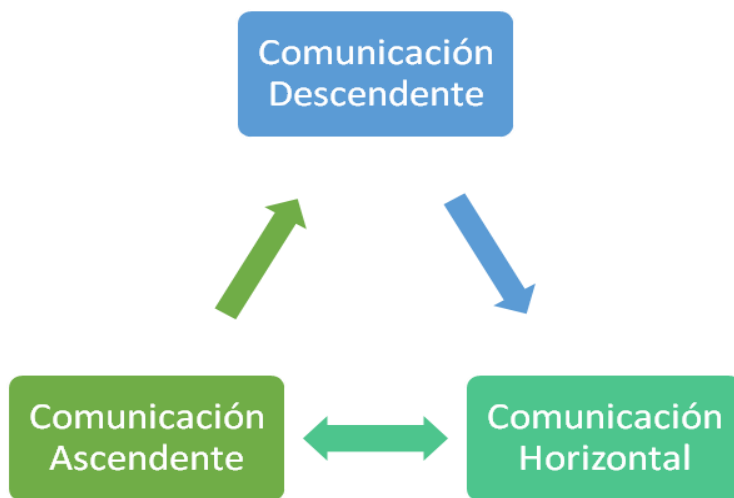 Comunicación
Descendente
Comunicación
Ascendente
Comunicación
Horizontal